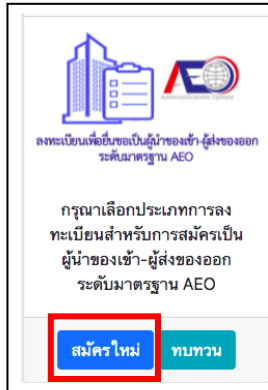 AEO
Authorized Economic Operator
ลงทะเบียนเพื่อยื่นขอเป็นผู้นำของเข้า-ผู้ส่งของออก
ระดับมาตรฐาน AEO
กรุณาเลือกประเภทการลง
ทะเบียนสำหรับการสมัครเป็น
ผู้นำของเข้า-ผู้ส่งของออก
ระดับมาตรฐาน AEO
สมัครใหม่ ทบทวน